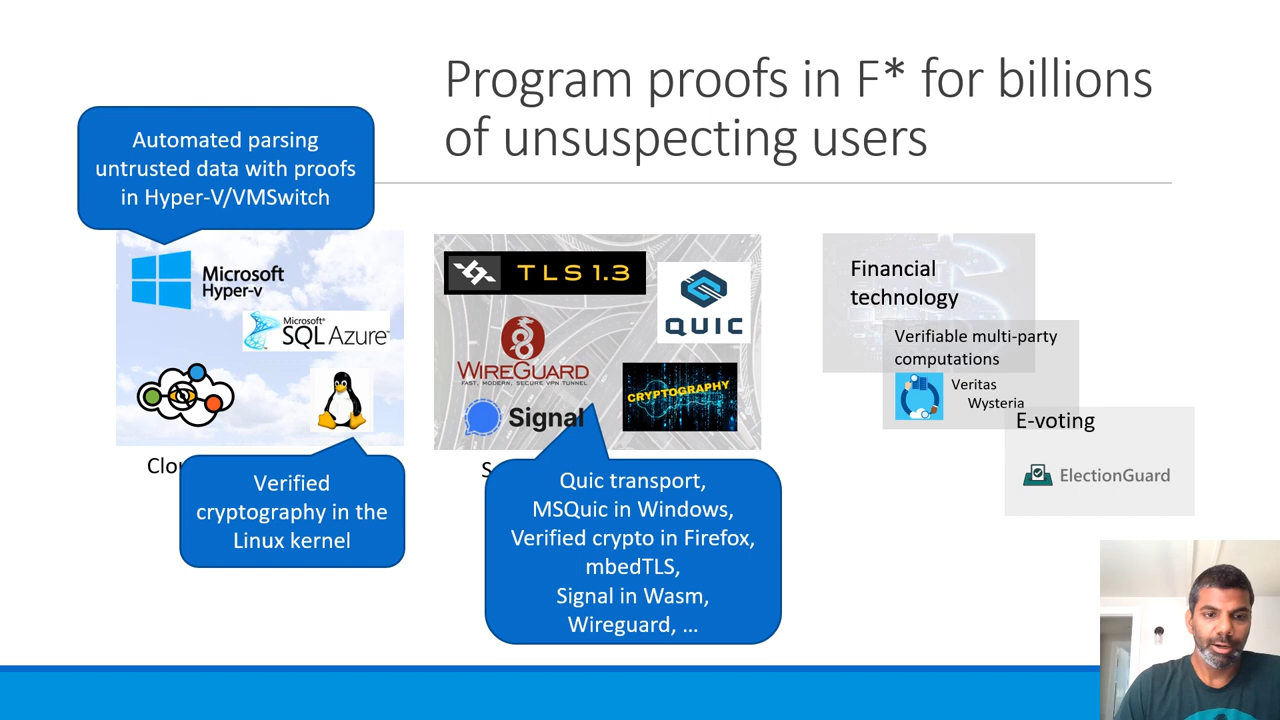 Program proofs in F* for billions
of unsuspecting users
Automated parsing
untrusted data with proofs
in Hyper-V/VMSwitch
Microsoft
Hyper-v
Microsoft®
SQL Azure™
Verified
cryptography in the
Linux kernel
TLS 1.3
QUIC
WIREGUARD
FAST, MODERN, SECURE VPN TUNNEL
CRYPTOGRAPHY
Signal
Quic transport,
MSQuic in Windows,
Verified crypto in Firefox,
mbedTLS,
Signal in Wasm,
Wireguard, ...
Financial
technology
Verifiable multi-party
computations
Veritas
Wysteria
E-voting
ElectionGuard